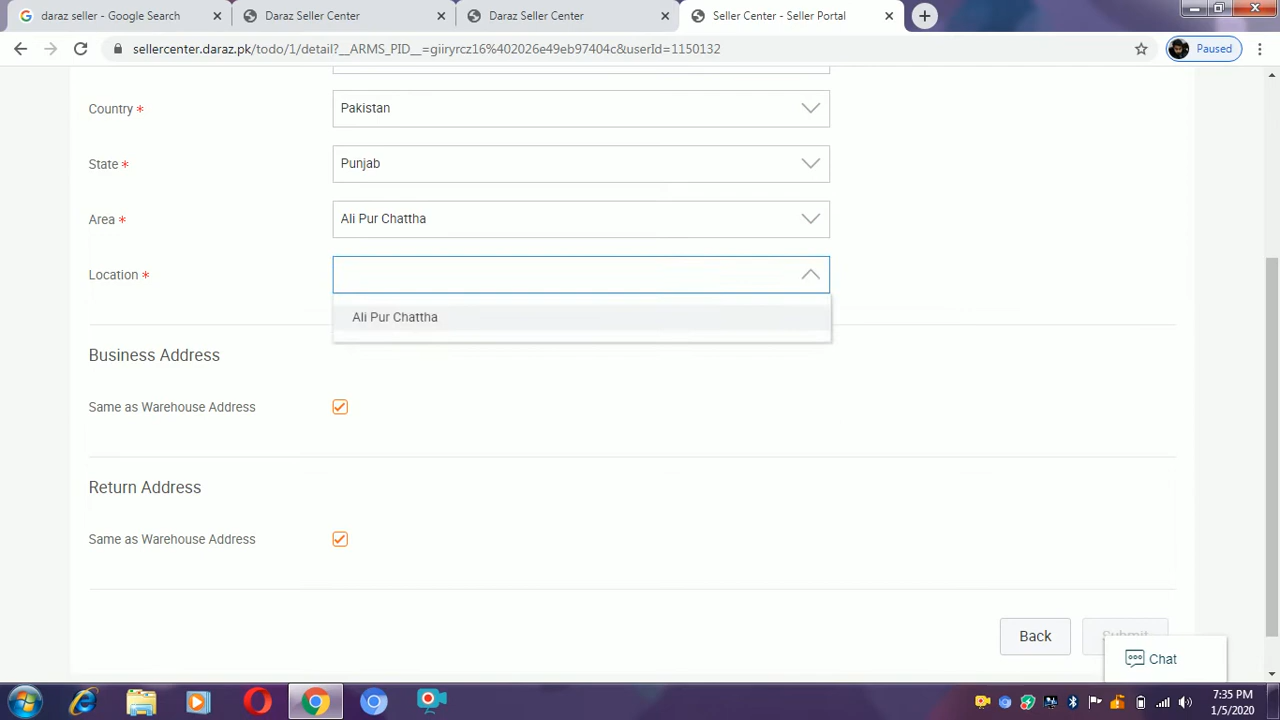 daraz seller - Google Search
Daraz Seller Center
Daraz Seller Center
Seller Center - Seller Portal
sellercenter.daraz.pk/todo/1/detail?__ARMS_PID__=giiryrcz1b%402026e49eb97404c&userId=1150132
Paused
Country *
Pakistan
State *
Punjab
Area *
Ali Pur Chattha
Location *
Ali Pur Chattha
Business Address
Same as Warehouse Address
Return Address
Same as Warehouse Address
Back
Submit
Chat
7:35 PM
1/5/2020